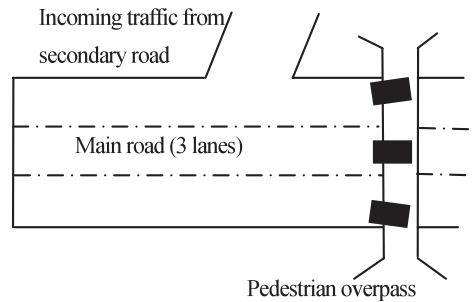 Incoming traffic from
secondary road
Main road (3 lanes)
Pedestrian overpass